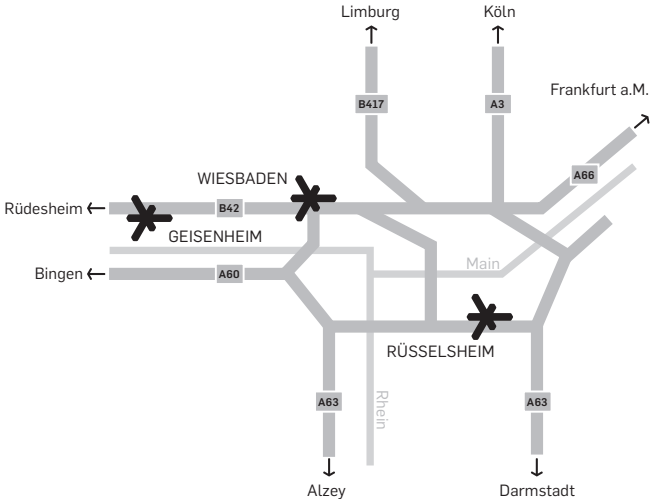 Limburg
Köln
Frankfurt a.M.
B417
A3
A66
WIESBADEN
Rüdesheim
B42
GEISENHEIM
Main
Bingen
A60
RÜSSELSHEIM
A63
Rhein
A63
Alzey
Darmstadt